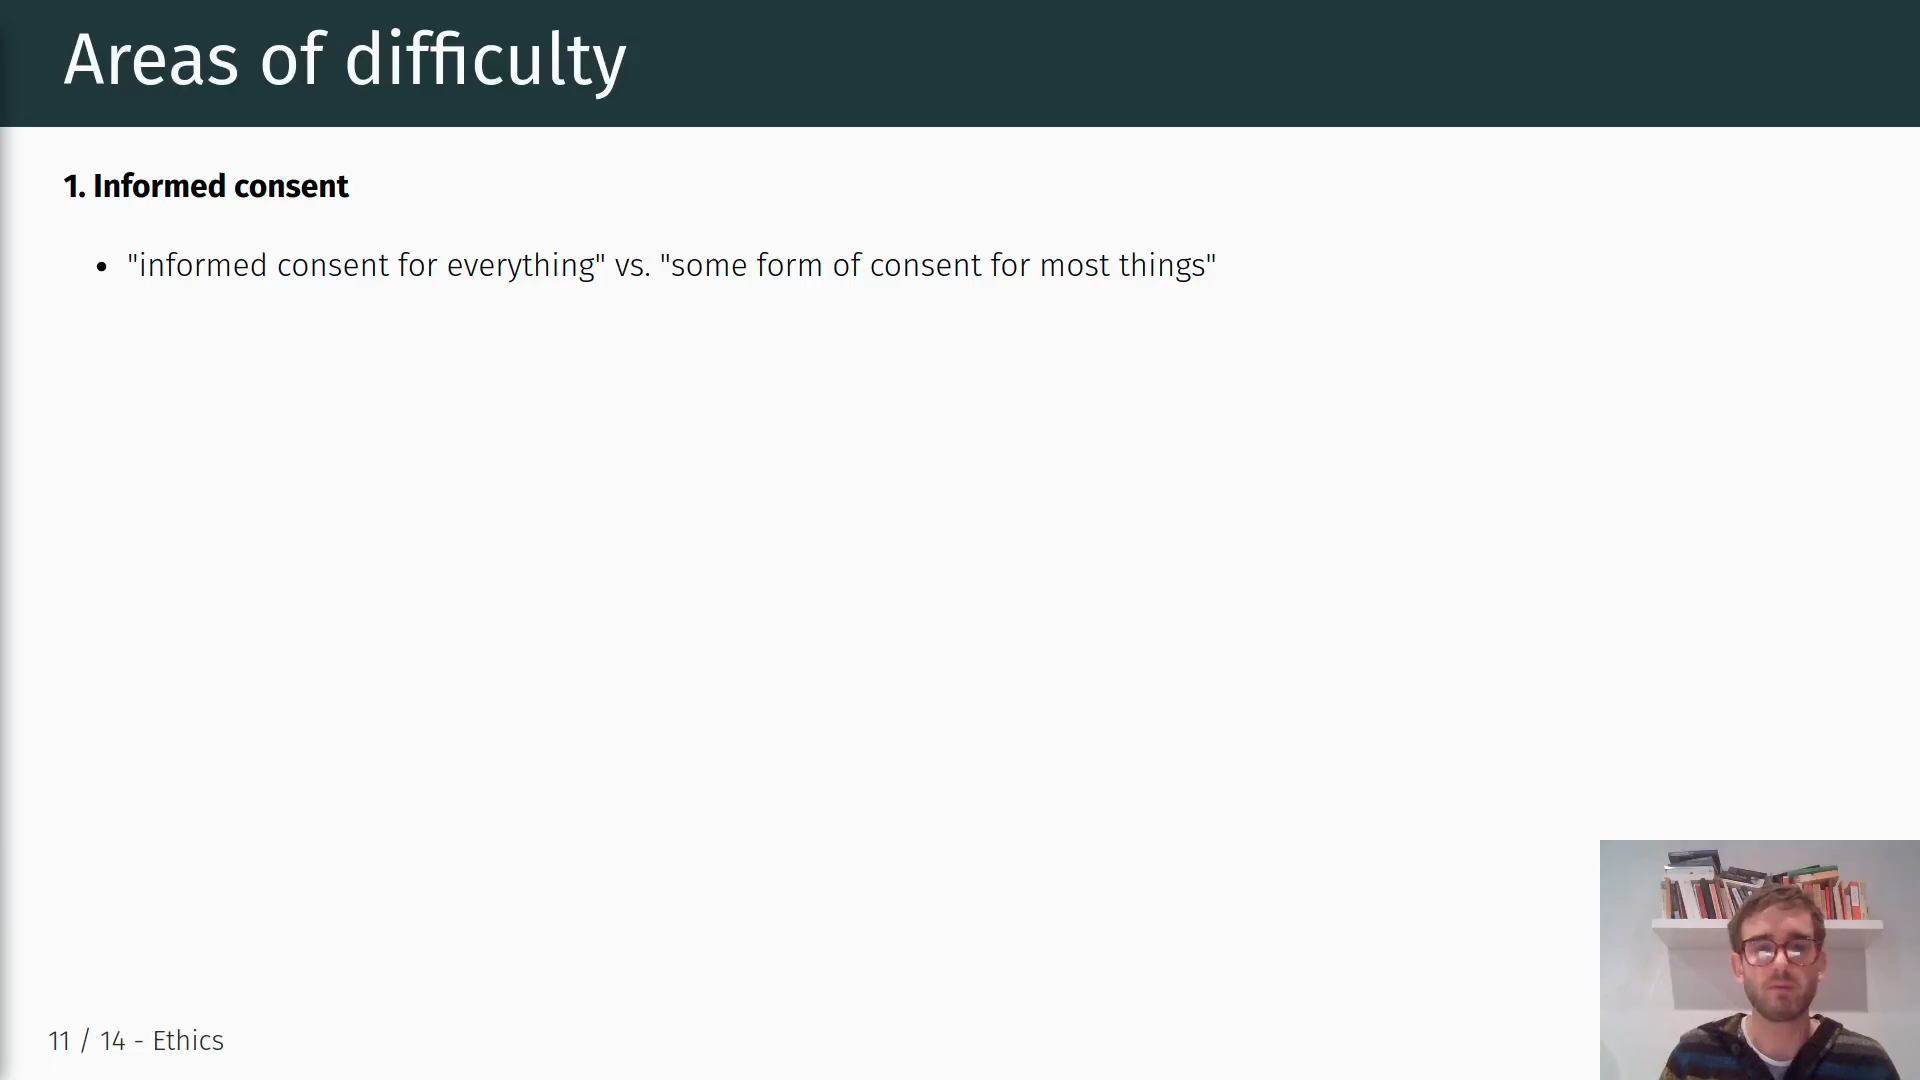 Areas of difficulty
1. Informed consent
• "informed consent for everything" vs. "some form of consent for most things"
11 / 14 - Ethics